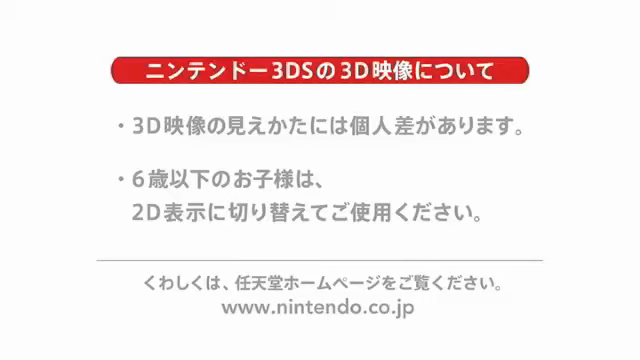 ニンテンドー3DSの3D映像について
・3D映像の見えかたには個人差があります。
・6歳以下のお子様は、
2D表示に切り替えてご使用ください。
くわしくは、任天堂ホームページをご覧ください。
www.nintendo.co.jp